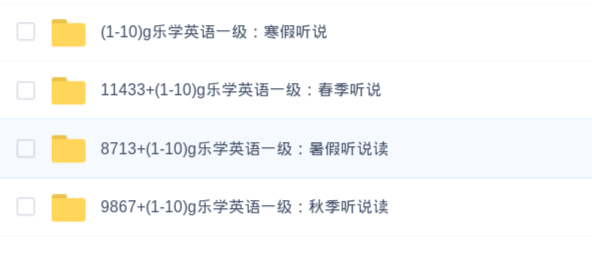 (1-10)g乐学英语一级：寒假听说
11433+(1-10)g乐学英语一级：春季听说
8713+(1-10)g乐学英语一级：暑假听说读
9867+(1-10)g乐学英语一级：秋季听说读